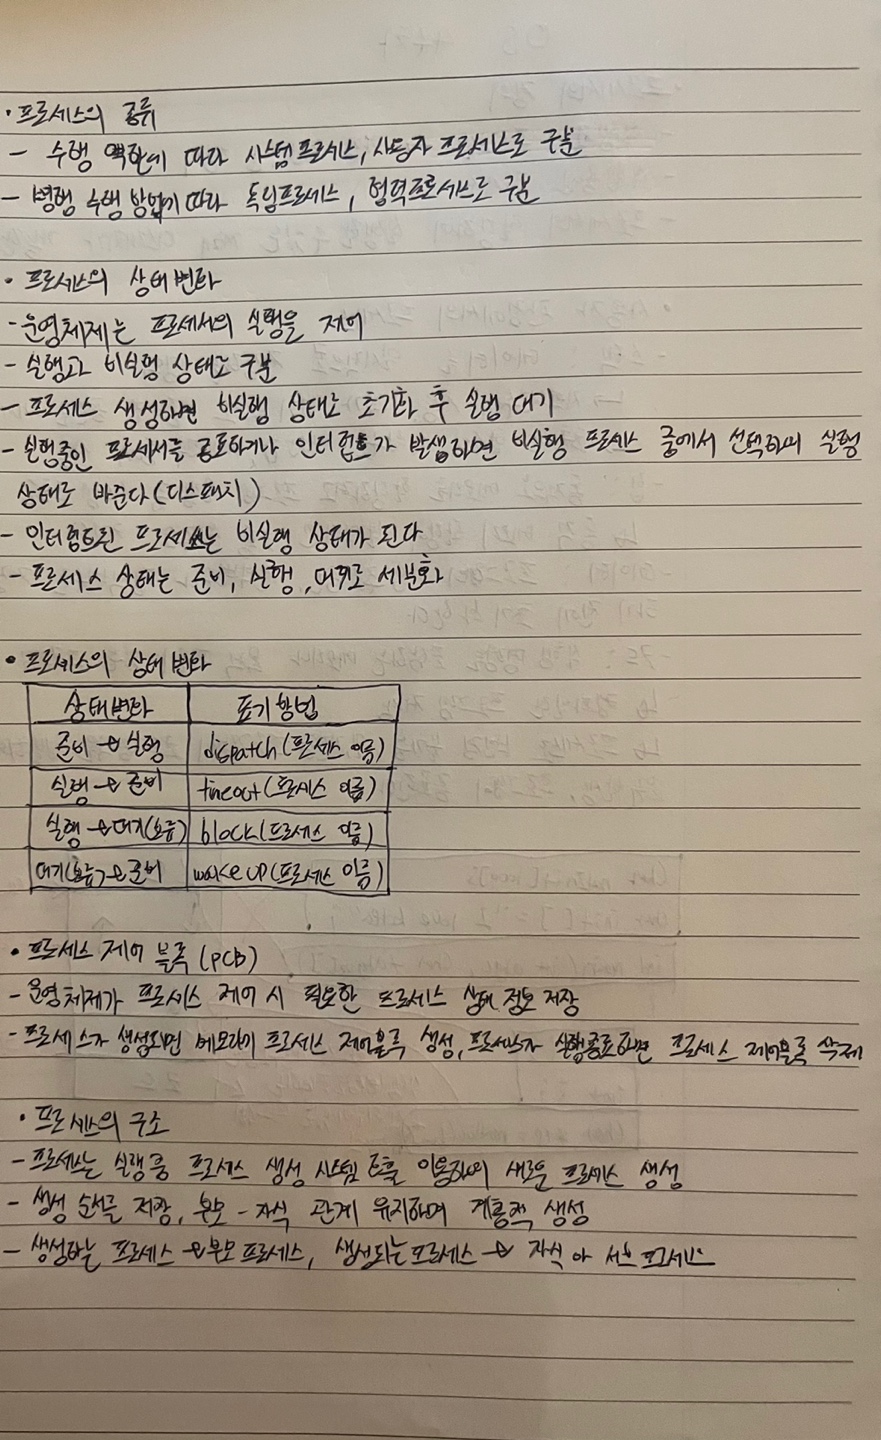 · 프로세스의 종류
- 수행 역할에 따라 시스템 프로세스, 사용자 프로세스로 구분
- 병행 수행 방법에 따라 독립프로세스, 협력프로세스로 구분
· 프로세스의 상태 변화
- 운영체제는 프로세서의 실행을 제어
- 실행과 비실행 상태로 구분
- 프로세스 생성하면 비실행 상태로 초기화 후 실행 대기
- 실행중인 프로세서를 종료하거나 인터럽트가 발생하면 비실행 프로세스 중에서 선택하여 실행
상태로 바준다(디스패치)
- 인터럽트된 프로세스는 비실행 상태가 된다
- 프로세스 상태는 준비, 실행, 대기로 세분화
· 프로세스의 상태 변화
상태변화 표기 방법
준비 → 실행 dispatch(프로세스 이름)
실행 → 준비 timeout(프로세스 이름)
실행 → 대기(보류) block(프로세스 이름)
대기(보류) → 준비 wakeup(프로세스 이름)
· 프로세스 제어 블록(PCB)
- 운영체제가 프로세스 제어 시 필요한 프로세스 상태 정보 저장
- 프로세스가 생성되면 메모리에 프로세스 제어블록 생성, 프로세스가 실행종료하면 프로세스 제어블록 삭제
· 프로세스의 구조
- 프로세스는 실행중 프로세스 생성 시스템 호출 이용하여 새로운 프로세스 생성
- 생성 순서를 저장, 부모 - 자식 관계 유지하며 계층적 생성
- 생성하는 프로세스 → 부모 프로세스, 생성되는 프로세스 → 자식 or 서브 프로세스